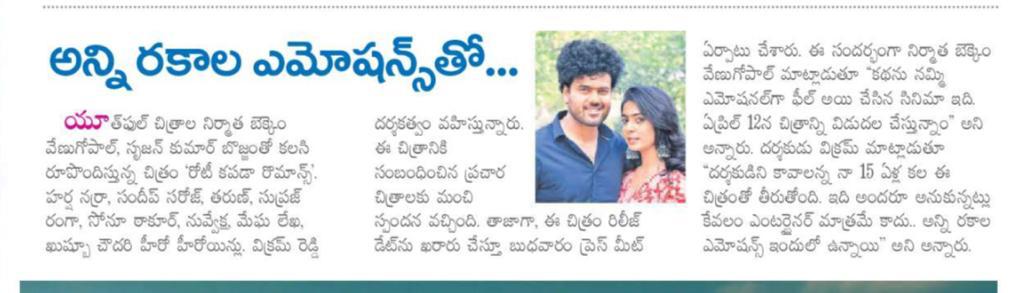 అన్ని రకాల ఎమోషన్స్‌తో...
యూత్‌ఫుల్ చిత్రాల నిర్మాత బెక్కెం
వేణుగోపాల్, సృజన్ కుమార్ బొజ్జంతో కలసి
రూపొందిస్తున్న చిత్రం 'రోటీ కపడా రొమాన్స్'.
హర్ష నర్రా, సందీప్ సరోజ్, తరుణ్, సుప్రజ్
రంగా, సోనూ ఠాకూర్, నువ్వేక్ష, మేఘ లేఖ,
ఖుష్బూ చౌదరి హీరో హీరోయిన్లు. విక్రమ్ రెడ్డి
దర్శకత్వం వహిస్తున్నారు.
ఈ చిత్రానికి
సంబంధించిన ప్రచార
చిత్రాలకు మంచి
స్పందన వచ్చింది. తాజాగా, ఈ చిత్రం రిలీజ్
డేట్‌ను ఖరారు చేస్తూ బుధవారం ప్రెస్ మీట్
ఏర్పాటు చేశారు. ఈ సందర్భంగా నిర్మాత బెక్కెం
వేణుగోపాల్ మాట్లాడుతూ "కథను నమ్మి
ఎమోషనల్‌గా ఫీల్ అయి చేసిన సినిమా ఇది.
ఏప్రిల్ 12న చిత్రాన్ని విడుదల చేస్తున్నాం" అని
అన్నారు. దర్శకుడు విక్రమ్ మాట్లాడుతూ
"దర్శకుడిని కావాలన్న నా 15 ఏళ్ల కల ఈ
చిత్రంతో తీరుతోంది. ఇది అందరూ అనుకున్నట్లు
కేవలం ఎంటర్టైనర్ మాత్రమే కాదు.. అన్ని రకాల
ఎమోషన్స్ ఇందులో ఉన్నాయి" అని అన్నారు.